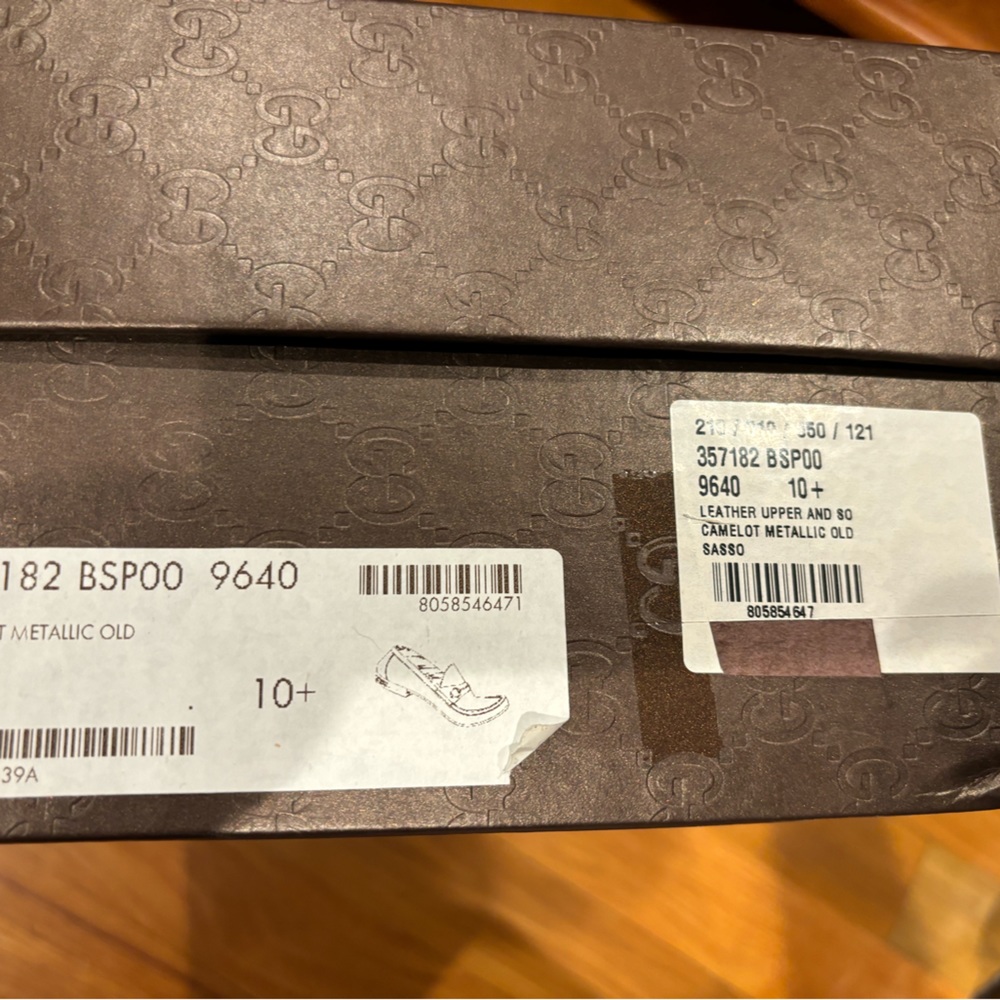 182 BSP00 9640
8058546471
T METALLIC OLD
10+
39A
/ 121
357182 BSP00
9640 10+
LEATHER UPPER AND SO
CAMELOT METALLIC OLD
SASSO
805854647